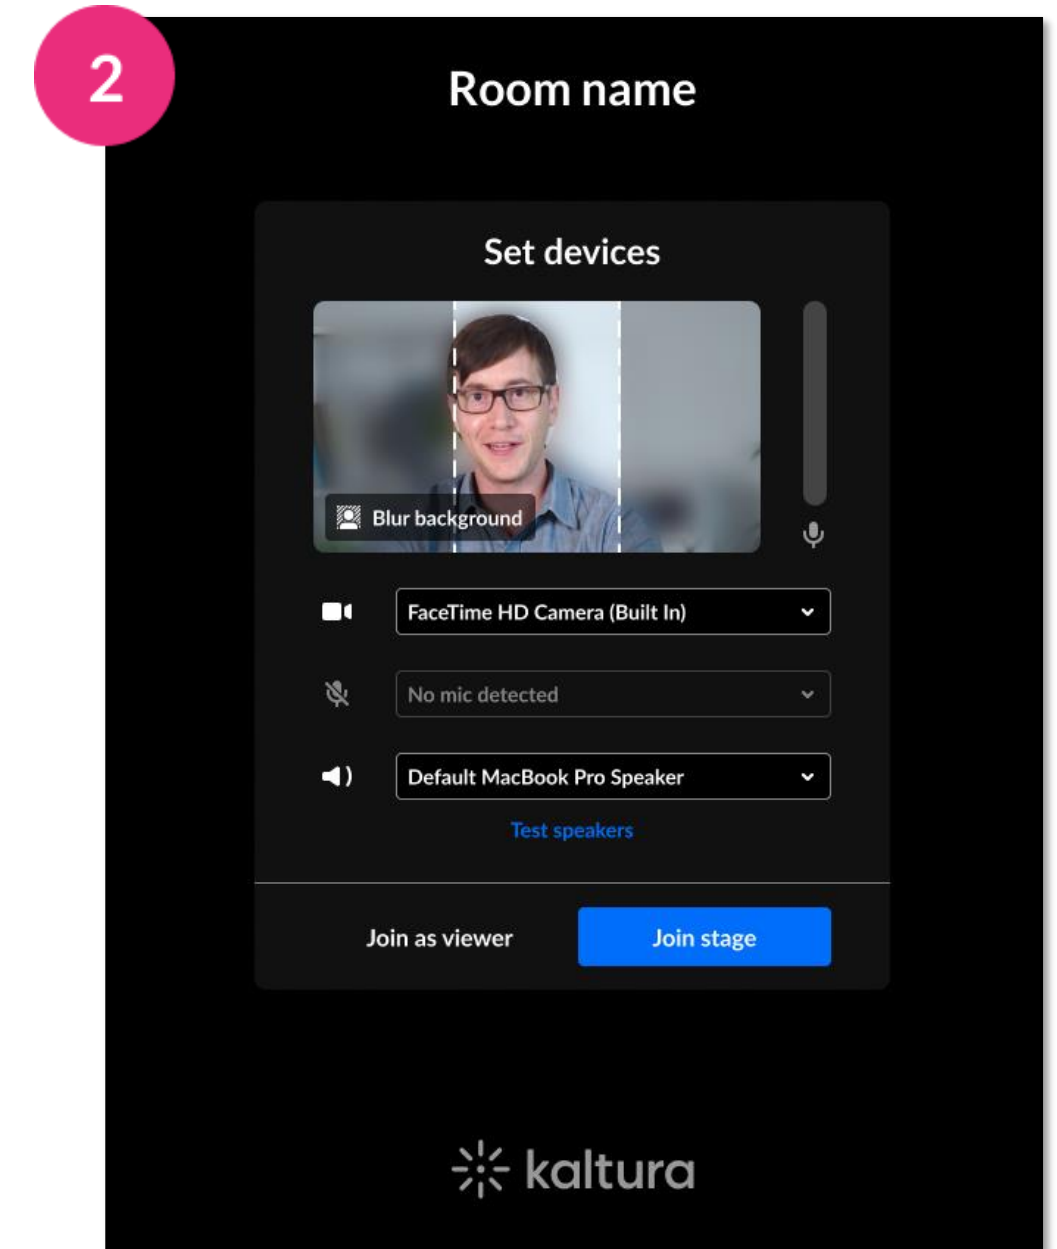 2
Room name
Set devices
Blur background
FaceTime HD Camera (Built In)
No mic detected
Default MacBook Pro Speaker
Test speakers
Join as viewer
Join stage
kaltura